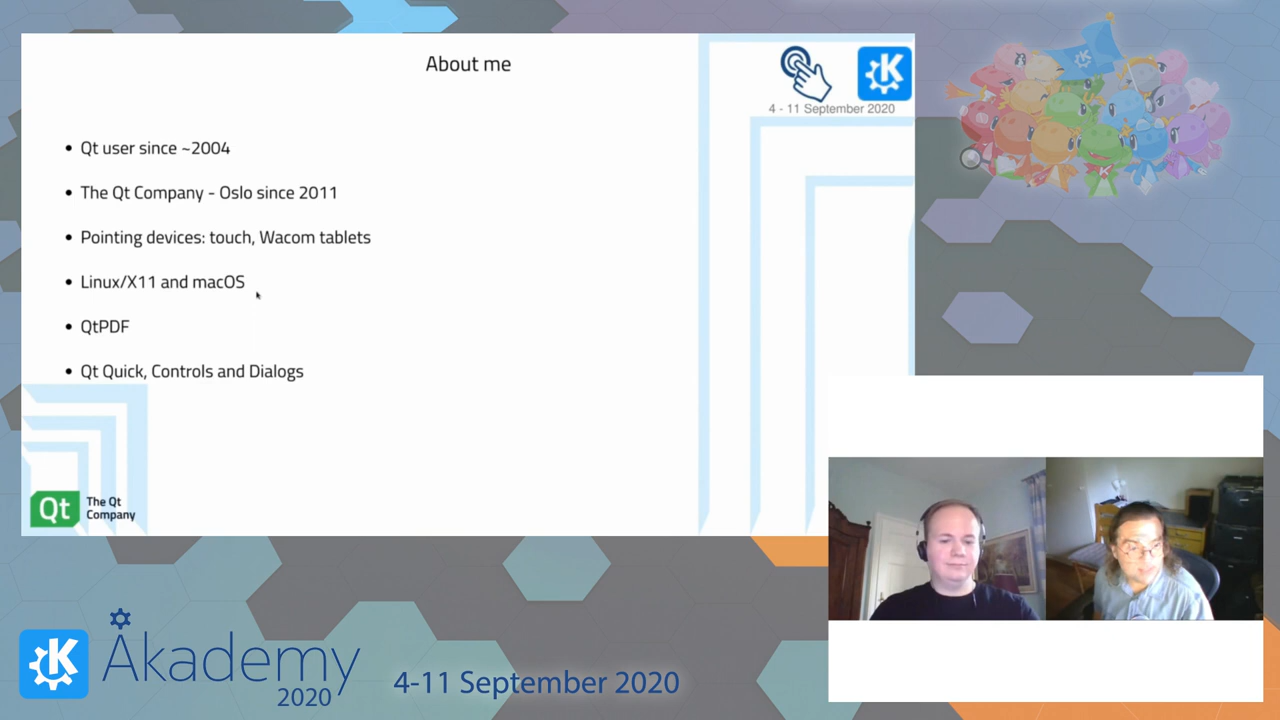 About me
4 - 11 September 2020
• Qt user since ~2004
• The Qt Company - Oslo since 2011
• Pointing devices: touch, Wacom tablets
• Linux/X11 and macOS
• QtPDF
• Qt Quick, Controls and Dialogs
Qt
The Qt
Company
K
Akademy
2020
4-11 September 2020